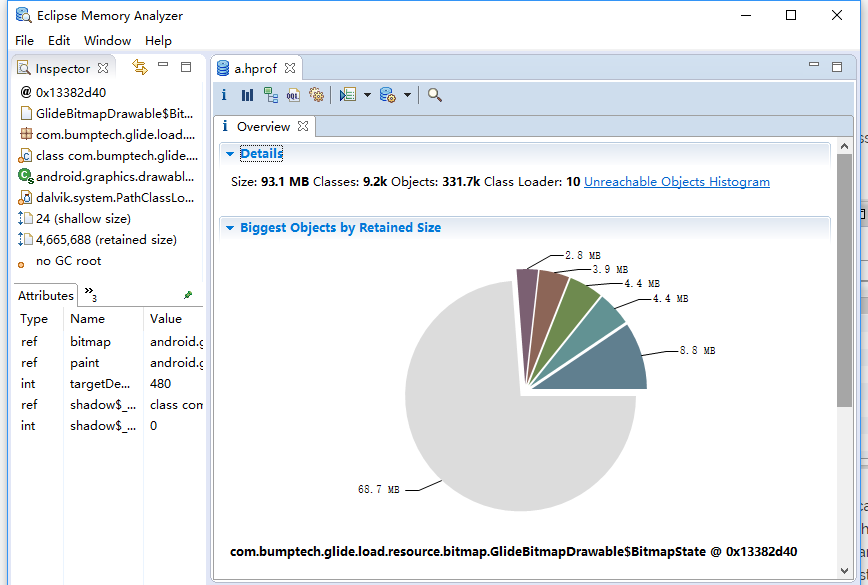 Eclipse Memory Analyzer
File Edit Window Help
Inspector
@ 0x13382d40
GlideBitmapDrawable$Bit...
com.bumptech.glide.load....
class com.bumptech.glide....
android.graphics.drawabl...
dalvik.system.PathClassLo...
24 (shallow size)
4,665,688 (retained size)
no GC root
Attributes »3
Type Name Value
ref bitmap android.g
ref paint android.g
int targetDe... 480
ref shadow$_... class com
int shadow$_... 0
a.hprof
i OQL
i Overview
Details
Size: 93.1 MB Classes: 9.2k Objects: 331.7k Class Loader: 10 Unreachable Objects Histogram
Biggest Objects by Retained Size
2.8 MB
3.9 MB
4.4 MB
4.4 MB
8.8 MB
68.7 MB
com.bumptech.glide.load.resource.bitmap.GlideBitmapDrawable$BitmapState @ 0x13382d40